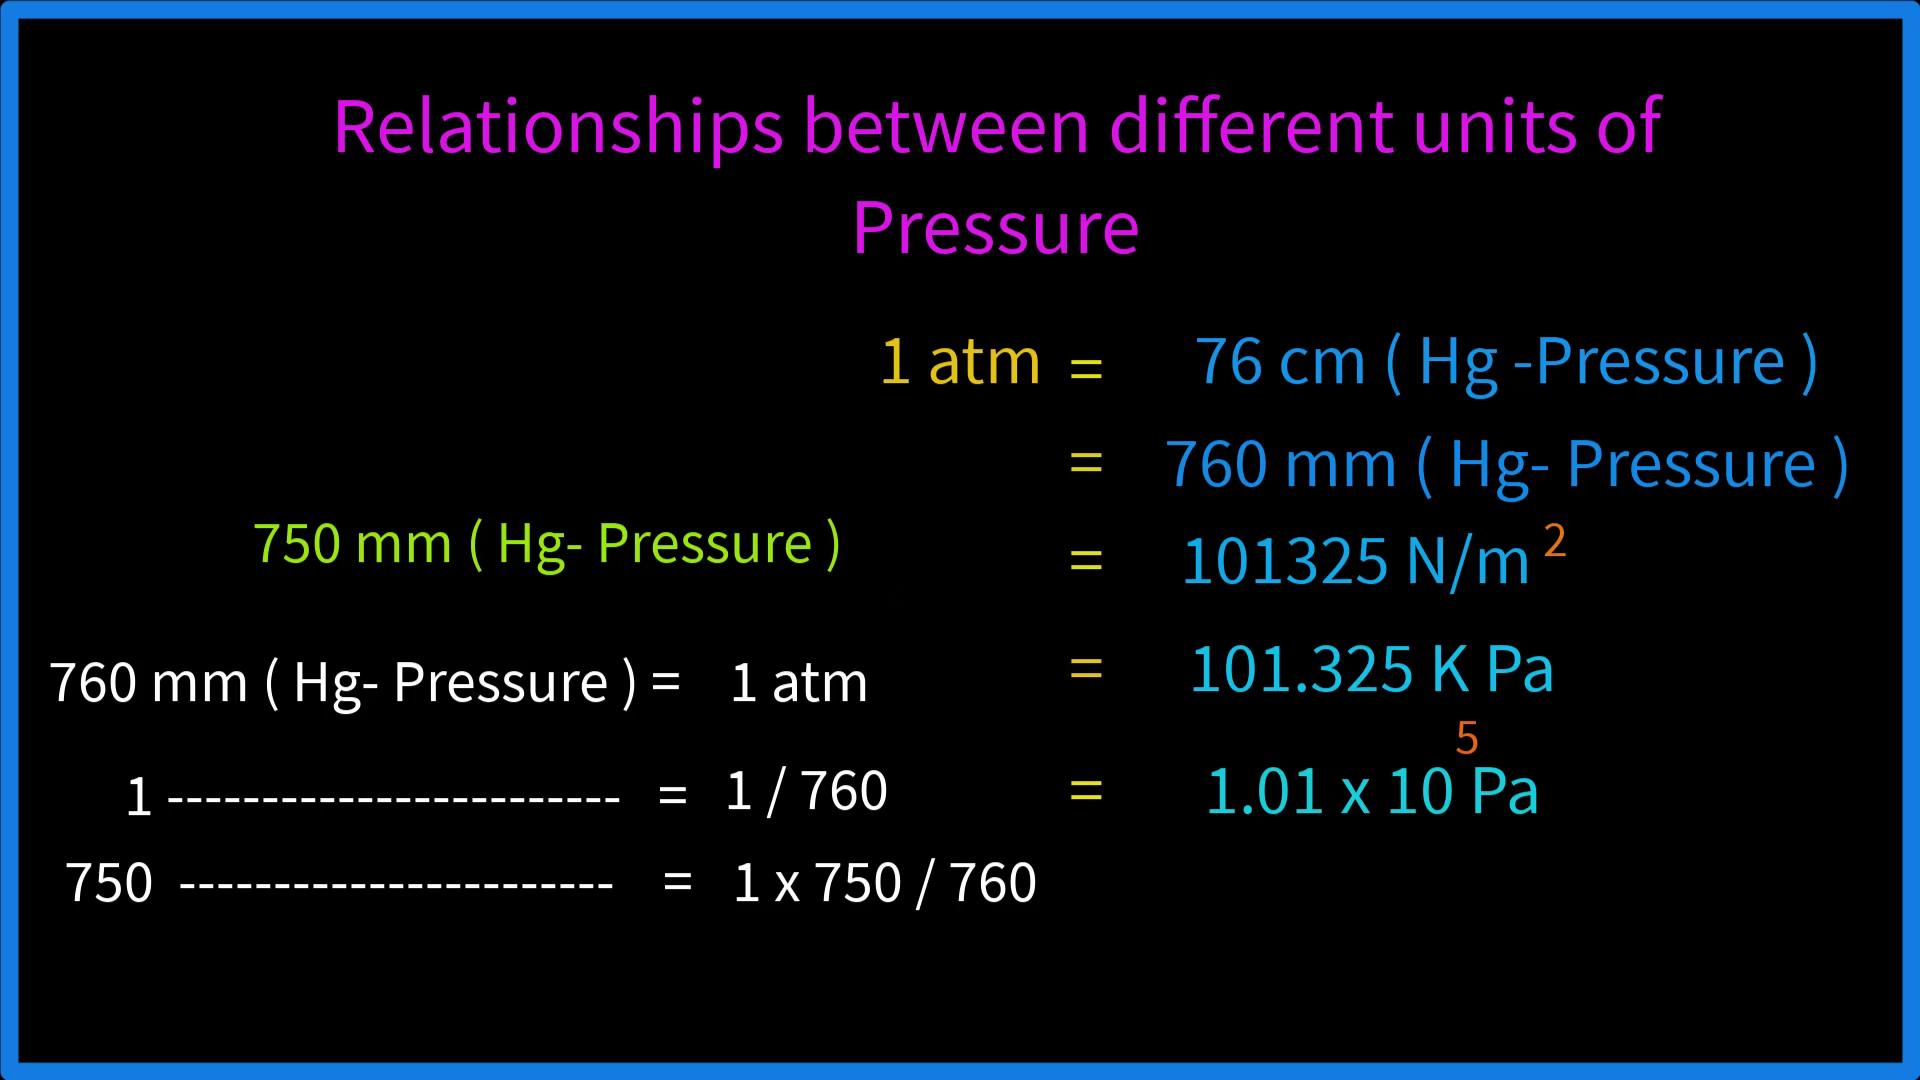 Relationships between different units of
Pressure
1 atm = 76 cm ( Hg -Pressure )
= 760 mm ( Hg- Pressure )
750 mm ( Hg- Pressure )
= 101325 N/m 2
760 mm ( Hg- Pressure ) = 1 atm
= 101.325 K Pa
5
1 ------------------------ = 1 / 760
= 1.01 x 10 Pa
750 ----------------------- = 1 x 750 / 760